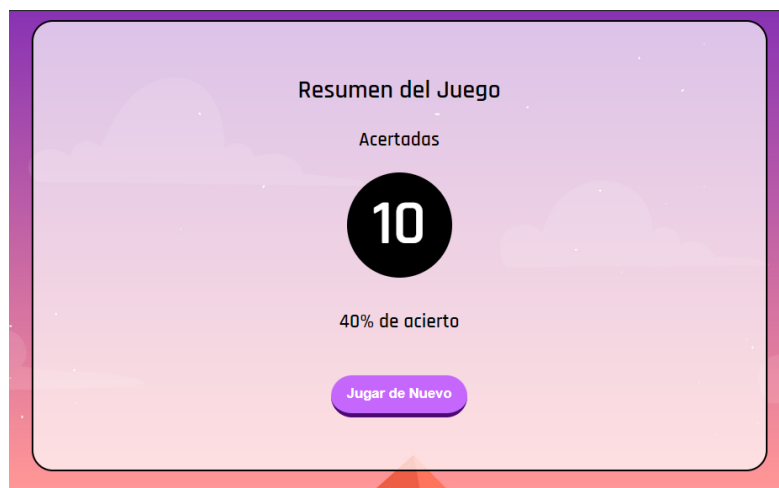 Resumen del Juego
Acertadas
10
40% de acierto
Jugar de Nuevo